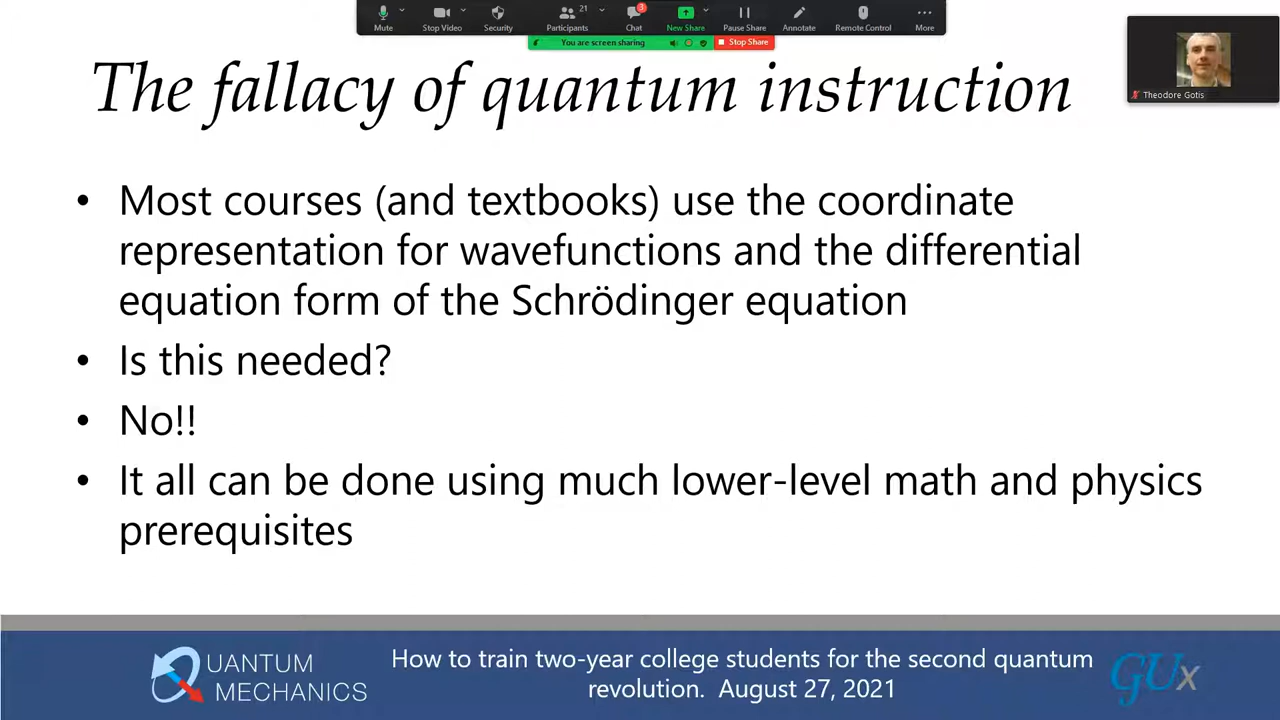 21
3
Mute
Stop Video
Security
Participants
Chat
New Share
Pause Share
Annotate
Remote Control
More
You are screen sharing
Stop Share
Theodore Gotis
The fallacy of quantum instruction
• Most courses (and textbooks) use the coordinate
representation for wavefunctions and the differential
equation form of the Schrödinger equation
• Is this needed?
• No!!
• It all can be done using much lower-level math and physics
prerequisites
QUANTUM
MECHANICS
How to train two-year college students for the second quantum
revolution. August 27, 2021
GUx